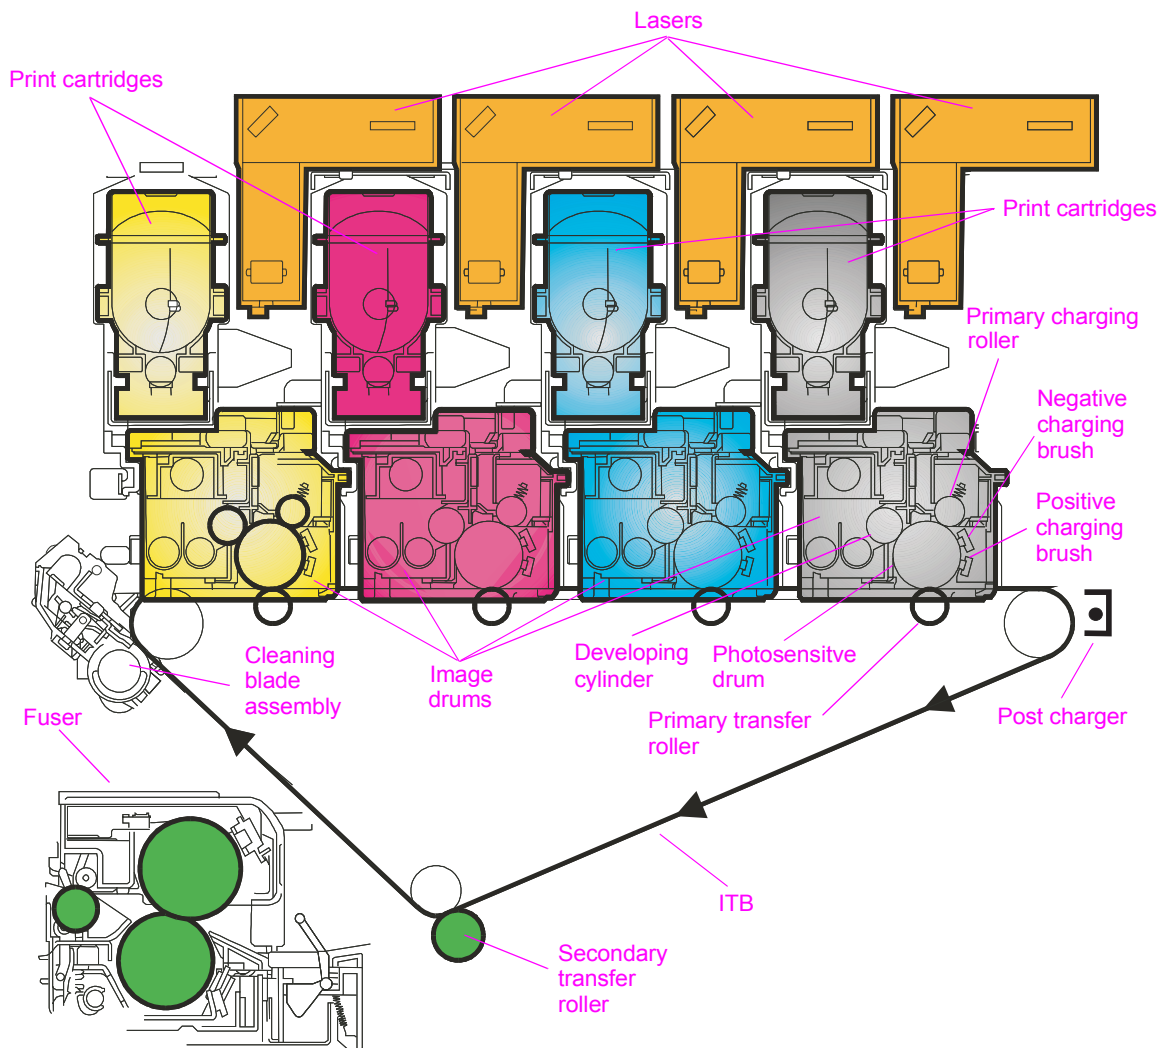 Lasers
Print cartridges
Print cartridges
Primary charging
roller
Negative
charging
brush
Positive
charging
brush
Cleaning
blade
assembly
Image
drums
Developing
cylinder
Photosensitve
drum
Primary transfer
roller
Post charger
Fuser
ITB
Secondary
transfer
roller